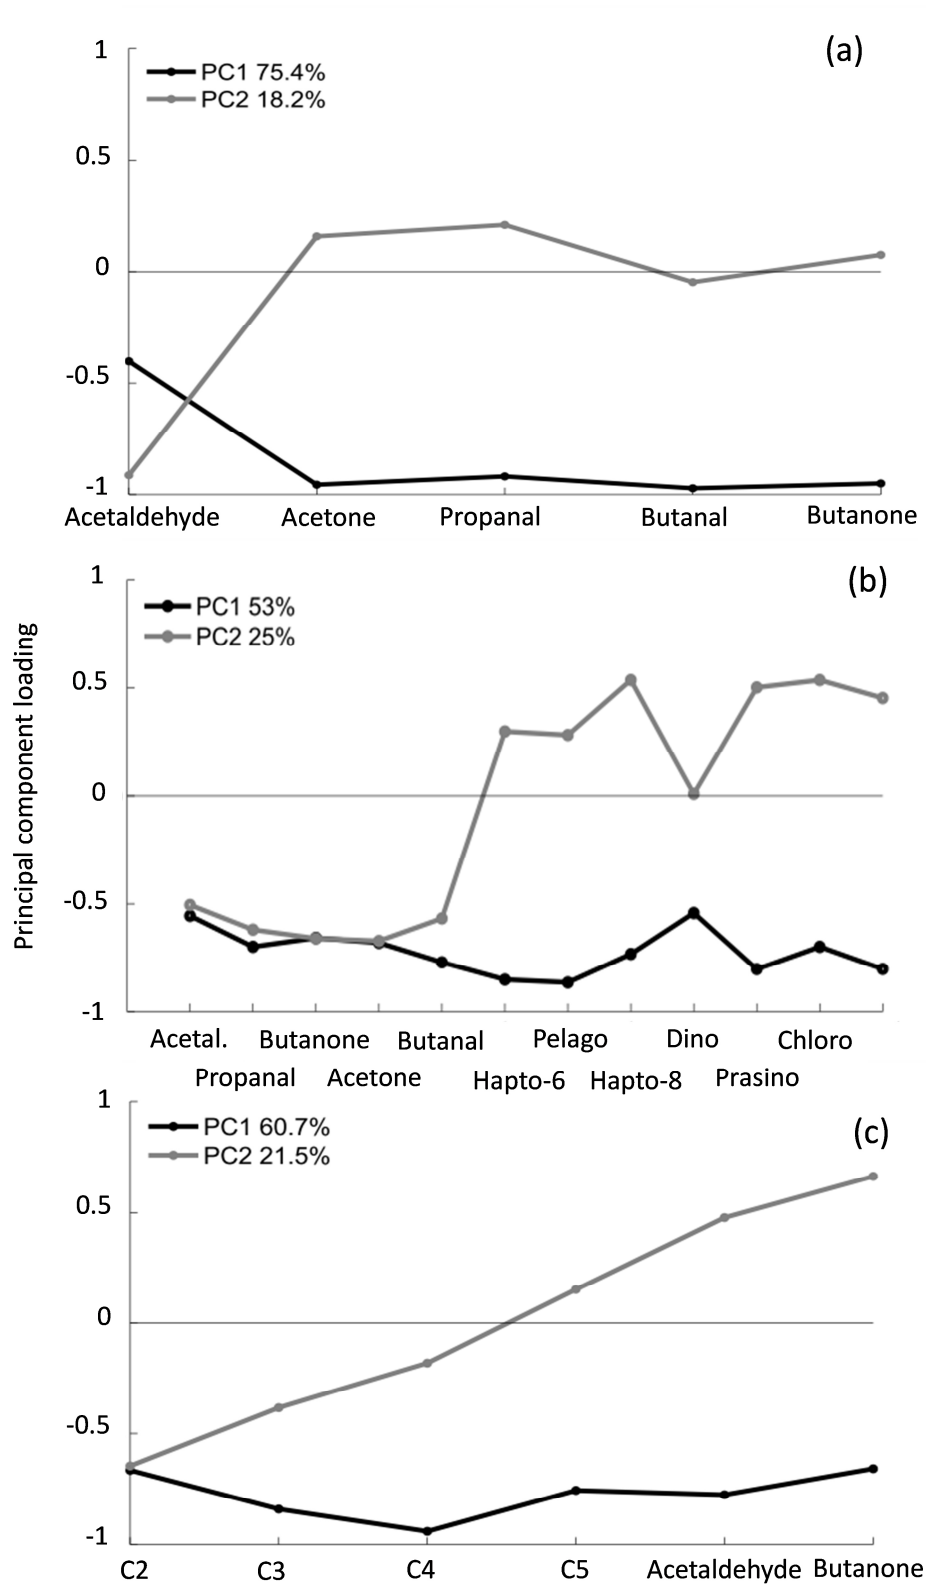 (a)
1
PC1 75.4%
PC2 18.2%
0.5
0
-0.5
-1
Acetaldehyde Acetone Propanal Butanal Butanone
Principal component loading
(b)
1
PC1 53%
PC2 25%
0.5
0
-0.5
-1
Acetal. Butanone Butanal Pelago Dino Chloro
Propanal Acetone Hapto-6 Hapto-8 Prasino
(c)
1
PC1 60.7%
PC2 21.5%
0.5
0
-0.5
-1
C2 C3 C4 C5 Acetaldehyde Butanone